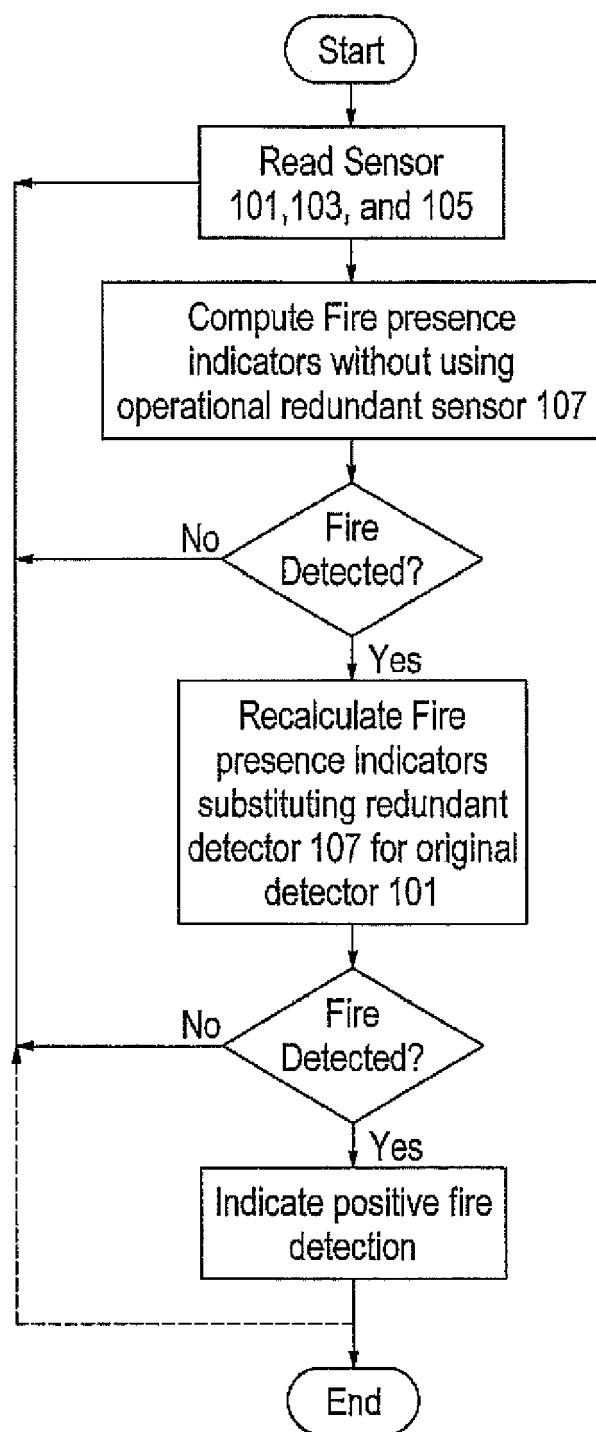 Start
Read Sensor
101,103, and 105
Compute Fire presence
indicators without using
operational redundant sensor 107
Fire
Detected?
No
Yes
Recalculate Fire
presence indicators
substituting redundant
detector 107 for original
detector 101
Fire
Detected?
No
Yes
Indicate positive fire
detection
End